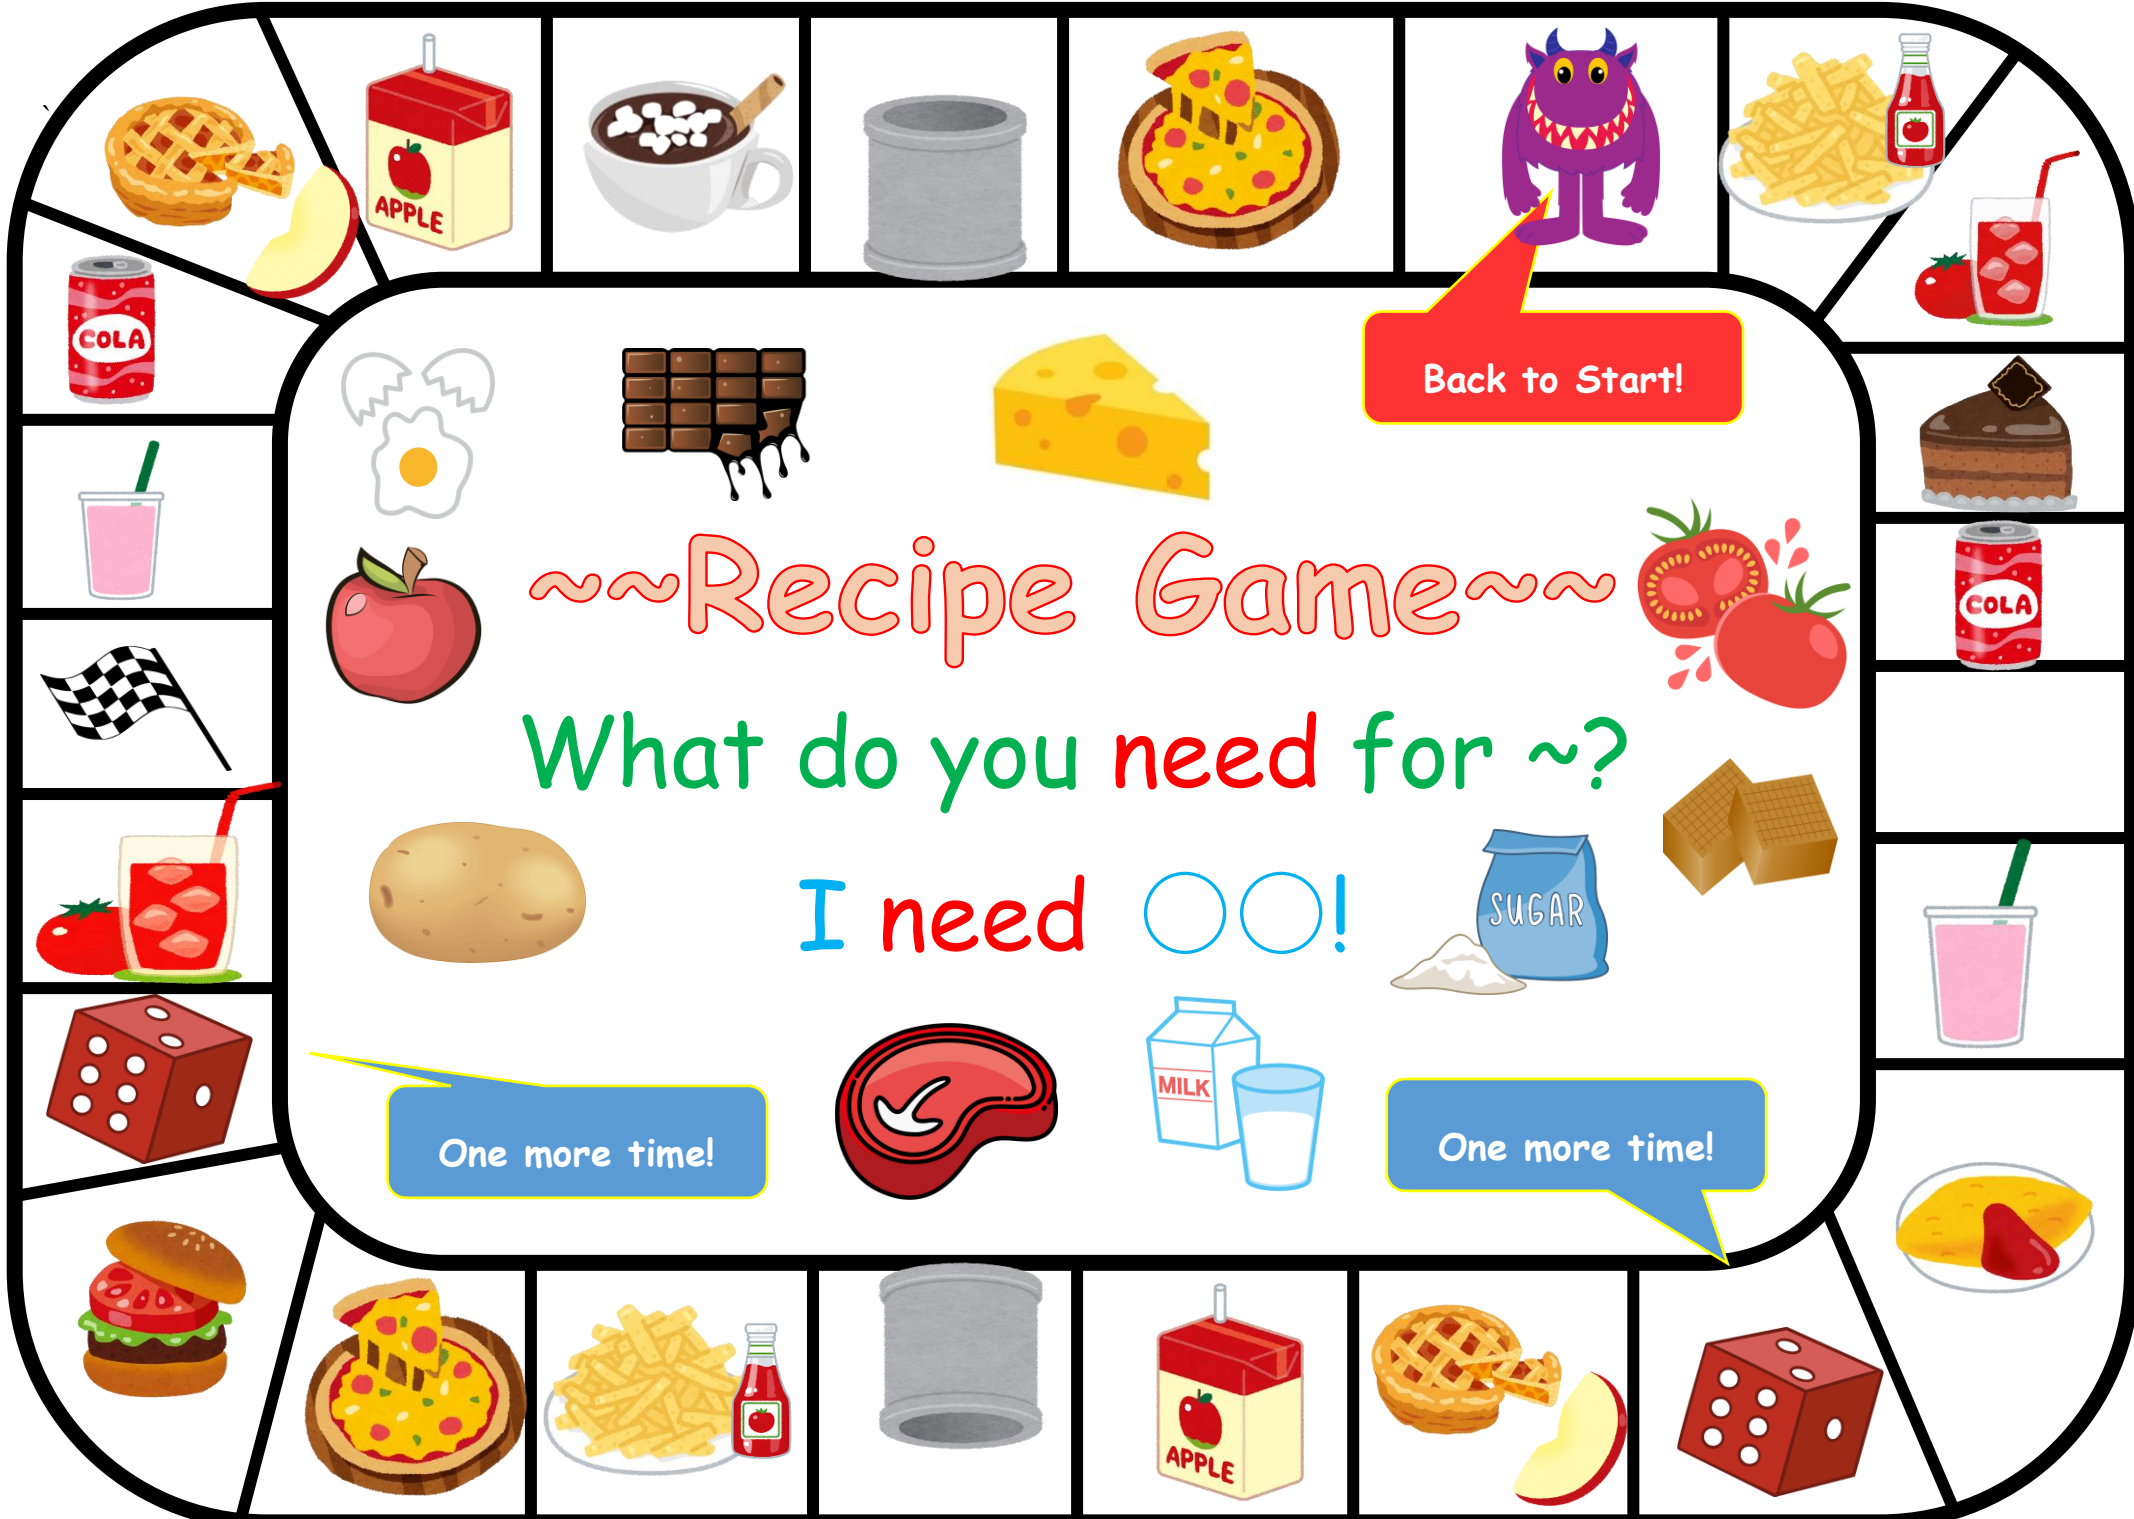 APPLE
COLA
Back to Start!
~~Recipe Game~~
COLA
What do you need for ~?
I need ○○!
SUGAR
MILK
One more time!
One more time!
APPLE